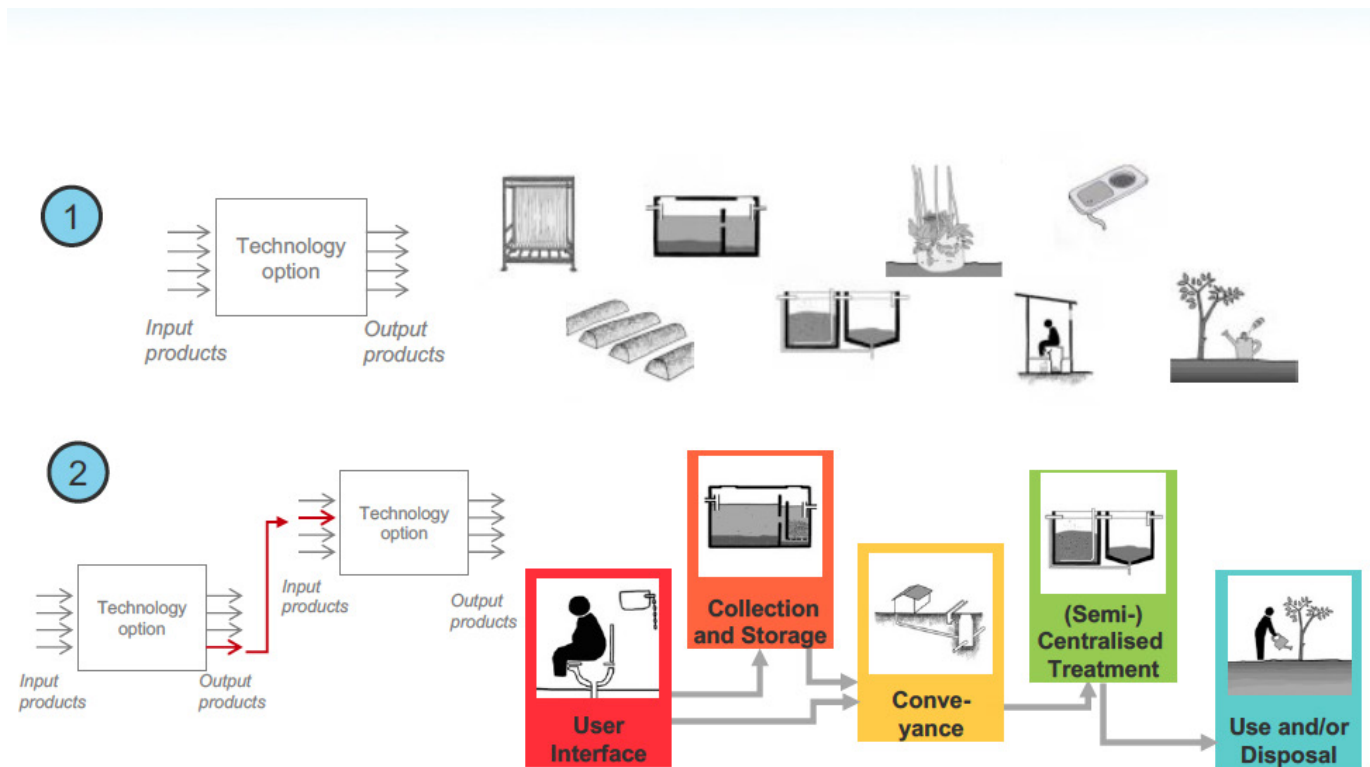 1
Technology
option
Input
products
Output
products
2
Technology
option
Input
products
Output
products
Technology
option
Input
products
Output
products
User
Interface
Collection
and Storage
Conve-
yance
(Semi-)
Centralised
Treatment
Use and/or
Disposal